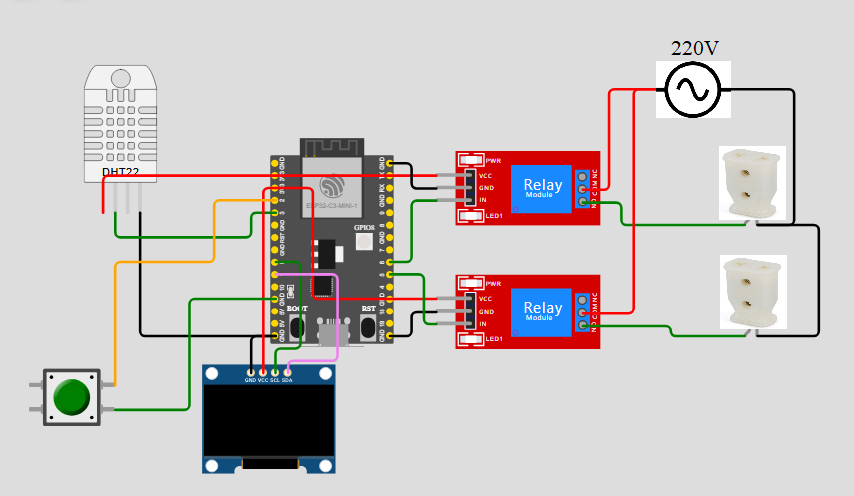 220V
DHT22
ESP32-C3-MINI-1
GPIO8
BOOT
RST
PWR
VCC
GND
IN
LED1
Relay
Module
NO COM NC
PWR
VCC
GND
IN
LED1
Relay
Module
NO COM NC
GND VCC SCL SDA